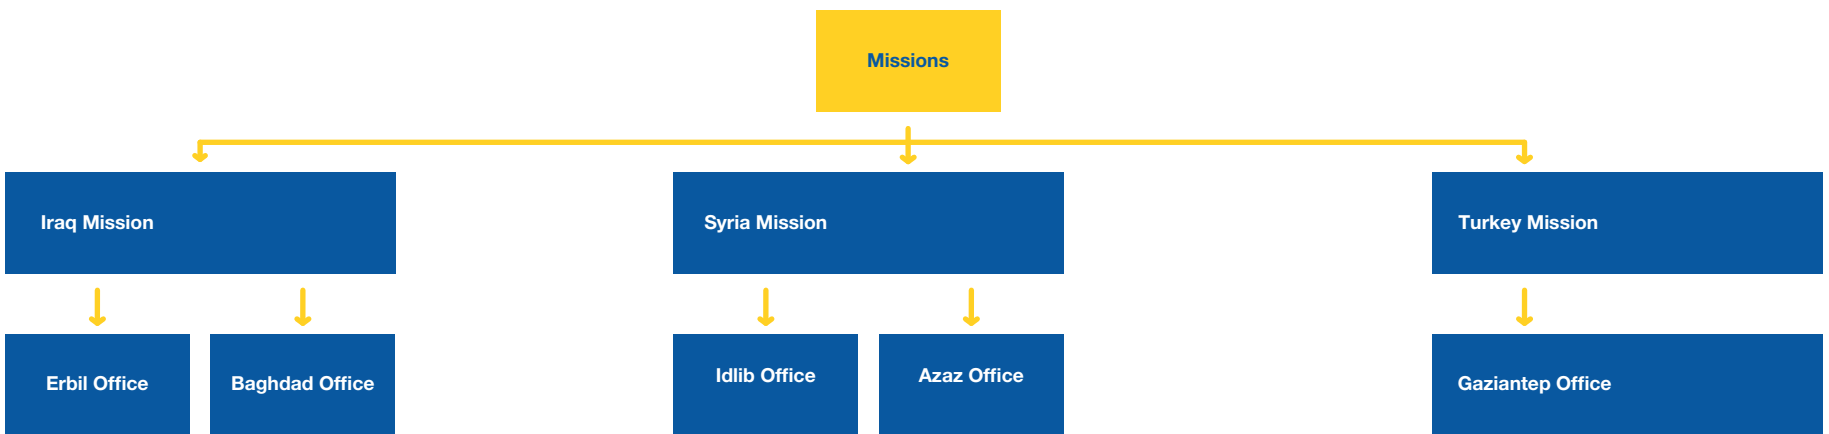 Missions
Iraq Mission
Syria Mission
Turkey Mission
Erbil Office
Baghdad Office
Idlib Office
Azaz Office
Gaziantep Office